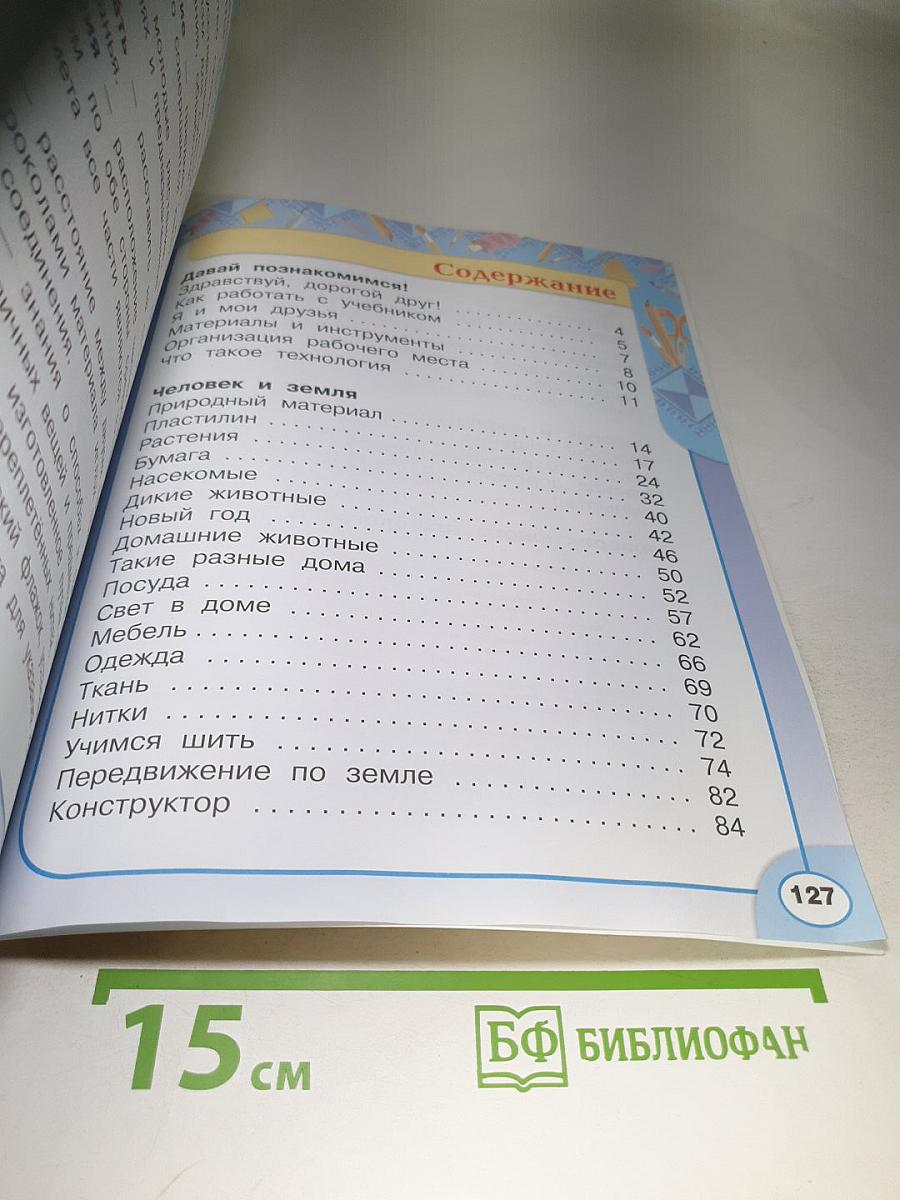 Содержание
Давай познакомимся!
Здравствуй, дорогой друг! . . . . . . . . . . . . . . 4
Как работать с учебником . . . . . . . . . . . . . . 5
Я и мои друзья . . . . . . . . . . . . . . 7
Материалы и инструменты . . . . . . . . . . . . . . 8
Организация рабочего места . . . . . . . . . . . . . . 10
Что такое технология . . . . . . . . . . . . . . 11
Человек и земля
Природный материал . . . . . . . . . . . . . . 14
Пластилин . . . . . . . . . . . . . . 17
Растения . . . . . . . . . . . . . . 24
Бумага . . . . . . . . . . . . . . 32
Насекомые . . . . . . . . . . . . . . 40
Дикие животные . . . . . . . . . . . . . . 42
Новый год . . . . . . . . . . . . . . 46
Домашние животные . . . . . . . . . . . . . . 50
Такие разные дома . . . . . . . . . . . . . . 52
Посуда . . . . . . . . . . . . . . 57
Свет в доме . . . . . . . . . . . . . . 62
Мебель . . . . . . . . . . . . . . 66
Одежда . . . . . . . . . . . . . . 69
Ткань . . . . . . . . . . . . . . 70
Нитки . . . . . . . . . . . . . . 72
Учимся шить . . . . . . . . . . . . . . 74
Передвижение по земле . . . . . . . . . . . . . . 82
Конструктор . . . . . . . . . . . . . . 84
127
15 см
БФ БИБЛИОФАН